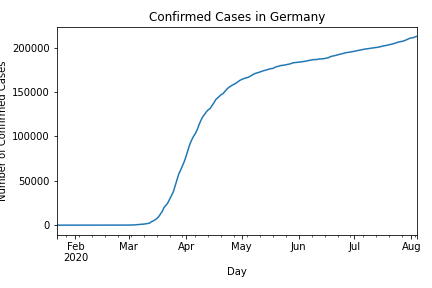 Confirmed Cases in Germany
Number of Confirmed Cases
200000
150000
100000
50000
0
Feb Mar Apr May Jun Jul Aug
2020
Day